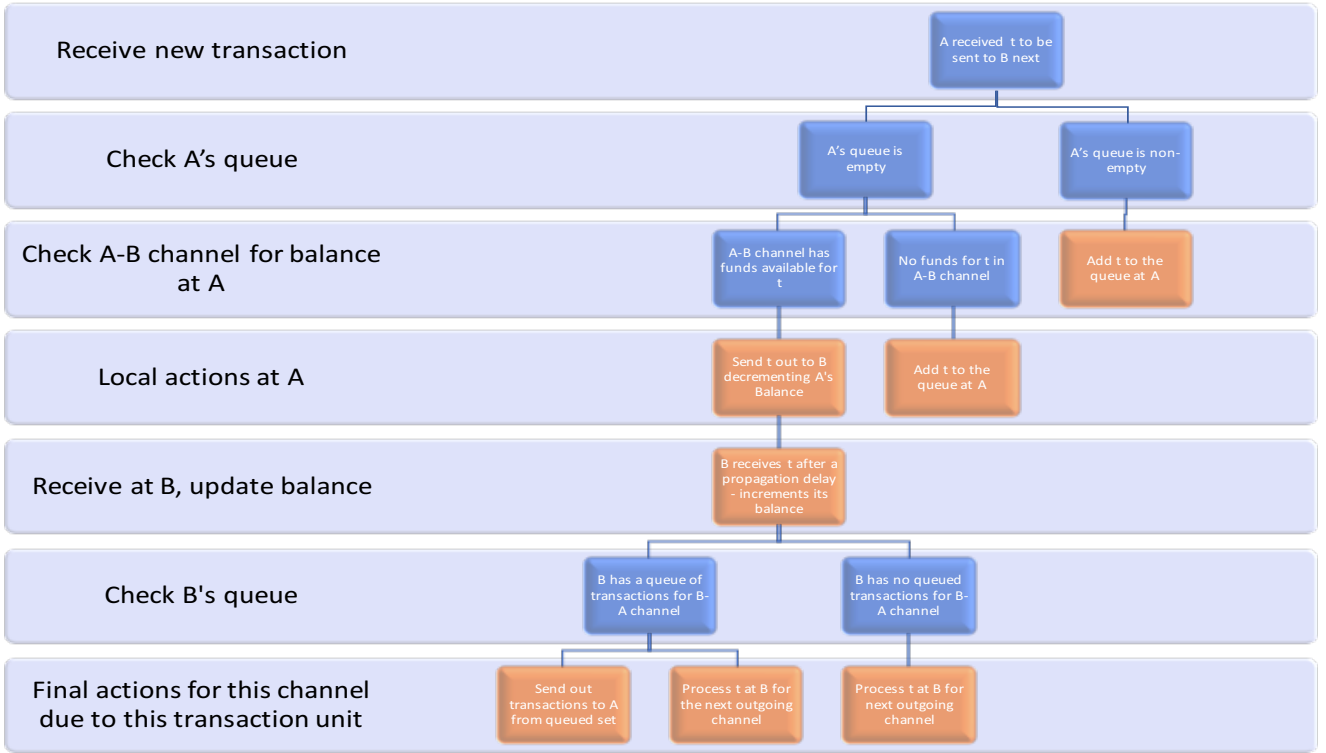 Receive new transaction
A received t to be
sent to B next
Check A’s queue
A’s queue is
empty
A’s queue is non-
empty
Check A-B channel for balance
at A
A-B channel has
funds available for
t
No funds for t in
A-B channel
Add t to the
queue at A
Local actions at A
Send t out to B
decrementing A's
Balance
Add t to the
queue at A
Receive at B, update balance
B receives t after a
propagation delay
- increments its
balance
Check B's queue
B has a queue of
transactions for B-
A channel
B has no queued
transactions for B-
A channel
Final actions for this channel
due to this transaction unit
Send out
transactions to A
from queued set
Process t at B for
the next outgoing
channel
Process t at B for
next outgoing
channel